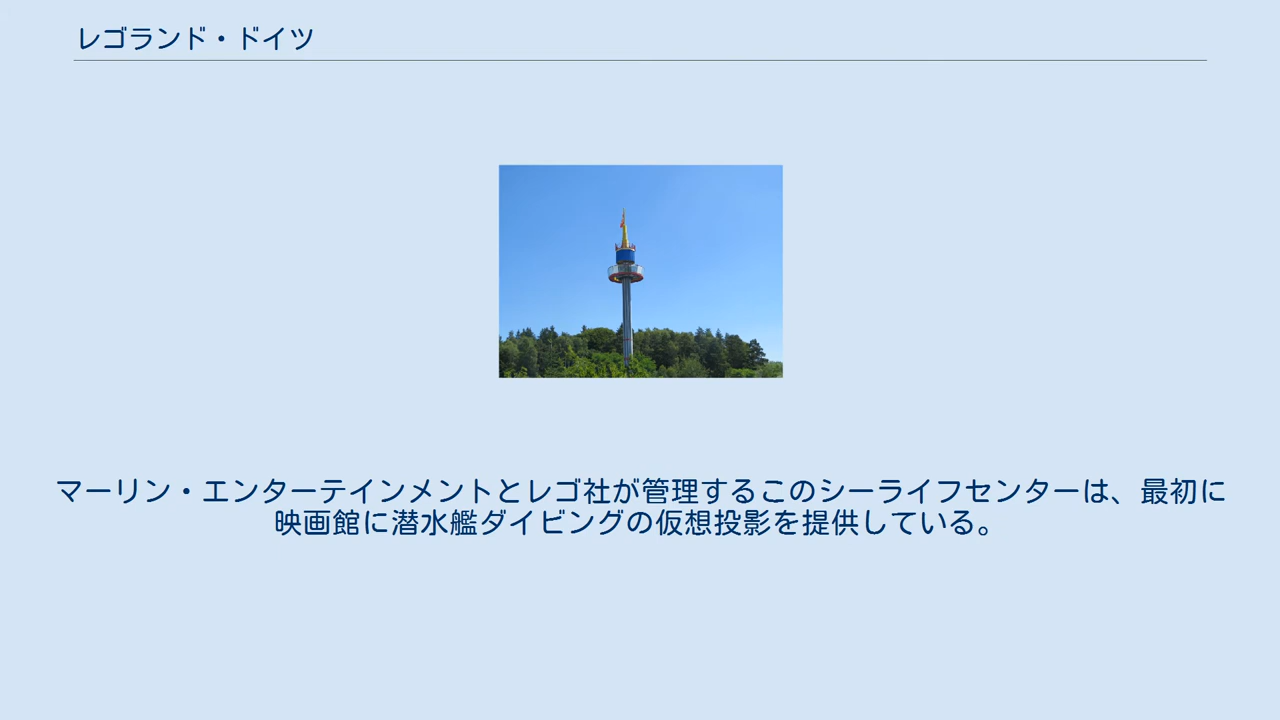 レゴランド・ドイツ
マーリン・エンターテインメントとレゴ社が管理するこのシーライフセンターは、最初に
映画館に潜水艦ダイビングの仮想投影を提供している。